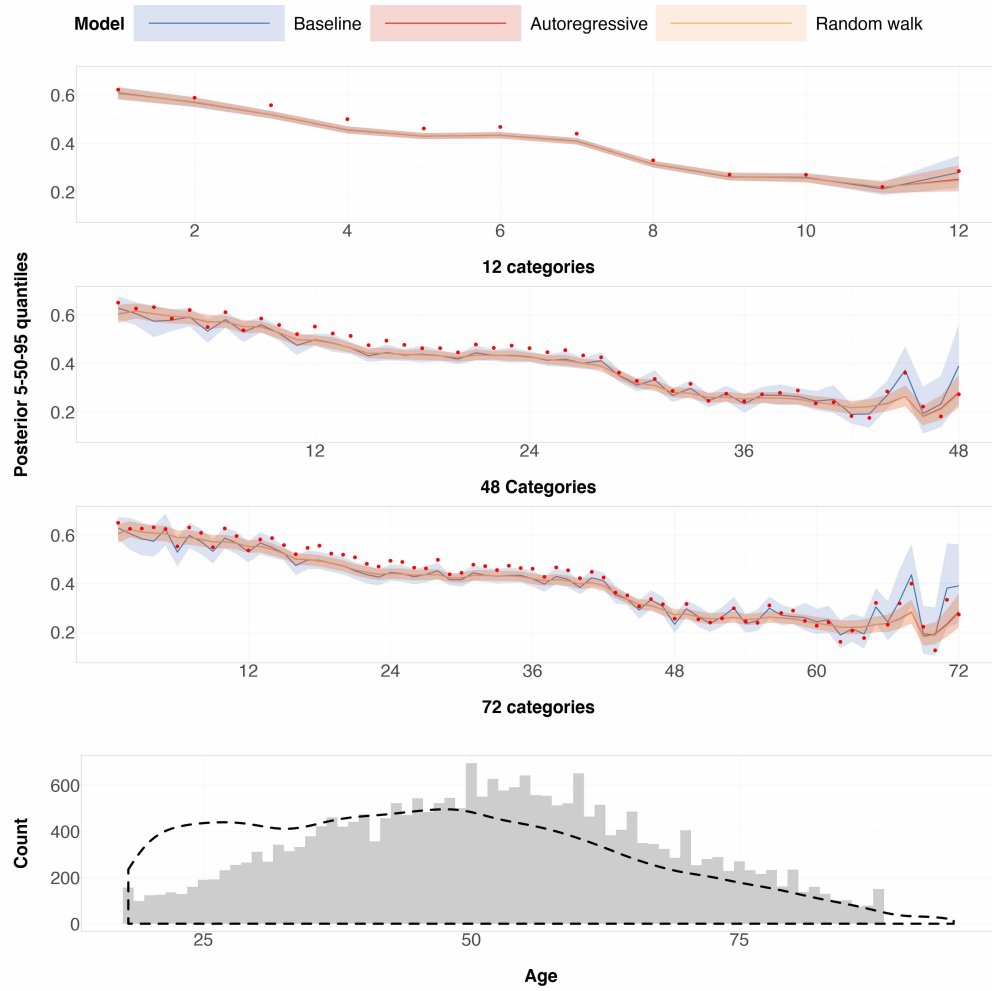 Model Baseline Autoregressive Random walk
Posterior 5-50-95 quantiles
0.6
0.4
0.2
2 4 6 8 10 12
12 categories
0.6
0.4
0.2
12 24 36 48
48 Categories
0.6
0.4
0.2
12 24 36 48 60 72
72 categories
Count
600
400
200
0
25 50 75
Age